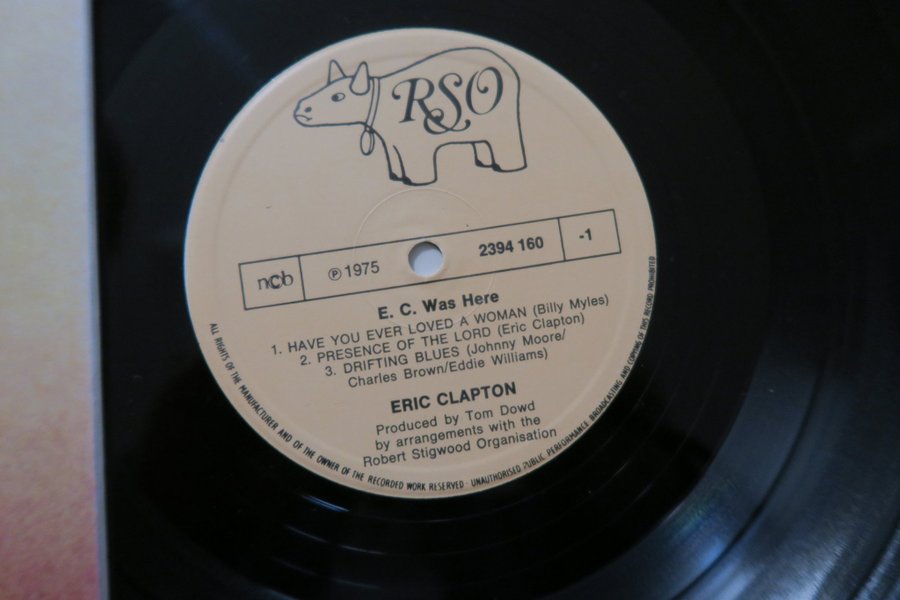 RSO
ncb ℗ 1975 2394 160 -1
E. C. Was Here
1. HAVE YOU EVER LOVED A WOMAN (Billy Myles)
2. PRESENCE OF THE LORD (Eric Clapton)
3. DRIFTING BLUES (Johnny Moore/
Charles Brown/Eddie Williams)
ERIC CLAPTON
Produced by Tom Dowd
by arrangements with the
Robert Stigwood Organisation
ALL RIGHTS OF THE MANUFACTURER AND OF THE OWNER OF THE RECORDED WORK RESERVED · UNAUTHORISED PUBLIC PERFORMANCE BROADCASTING AND COPYING OF THIS RECORD PROHIBITED